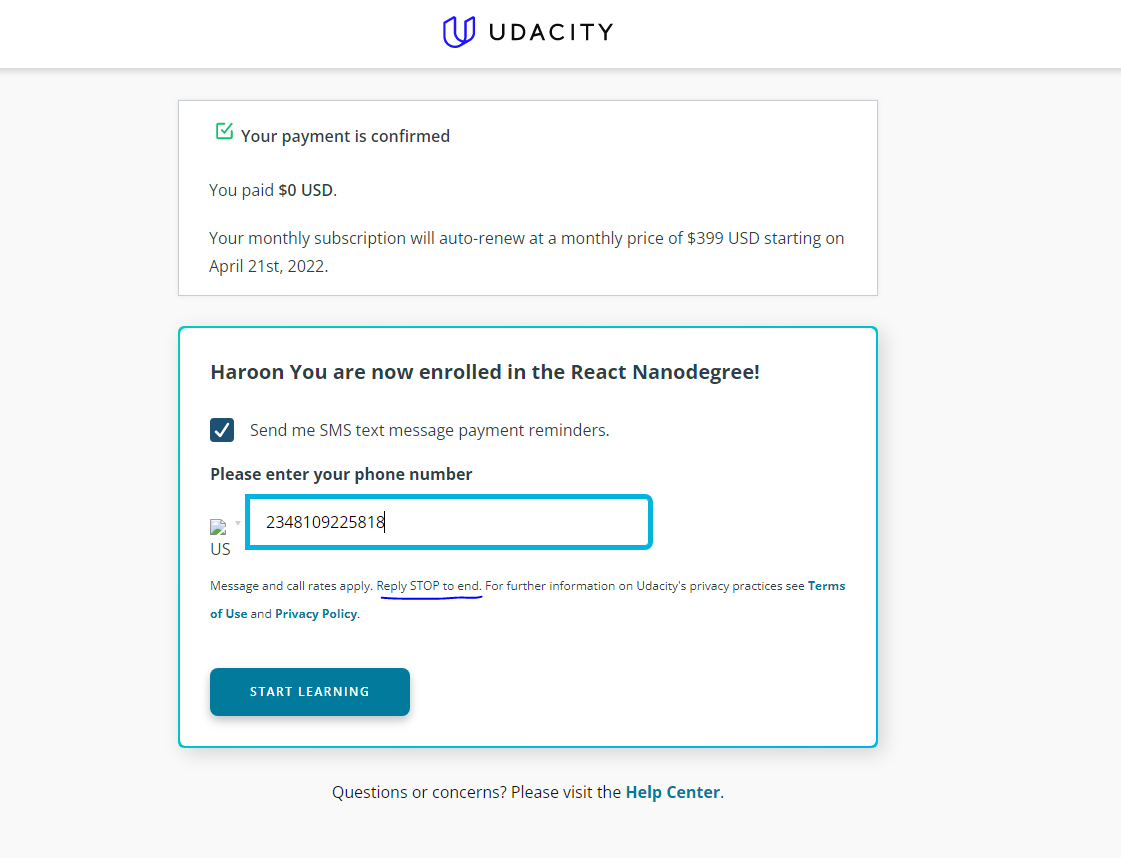 UDACITY
Your payment is confirmed
You paid $0 USD.
Your monthly subscription will auto-renew at a monthly price of $399 USD starting on
April 21st, 2022.
Haroon You are now enrolled in the React Nanodegree!
Send me SMS text message payment reminders.
Please enter your phone number
2348109225818
US
Message and call rates apply. Reply STOP to end. For further information on Udacity's privacy practices see Terms
of Use and Privacy Policy.
START LEARNING
Questions or concerns? Please visit the Help Center.